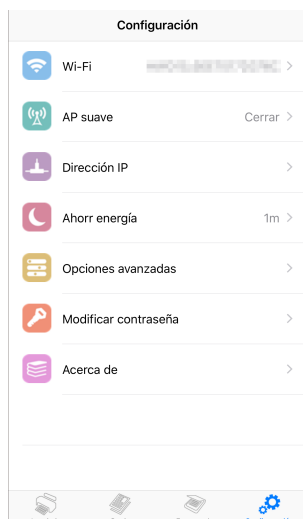 Configuración
Wi-Fi
AP suave Cerrar
Dirección IP
Ahorr energía 1m
Opciones avanzadas
Modificar contraseña
Acerca de